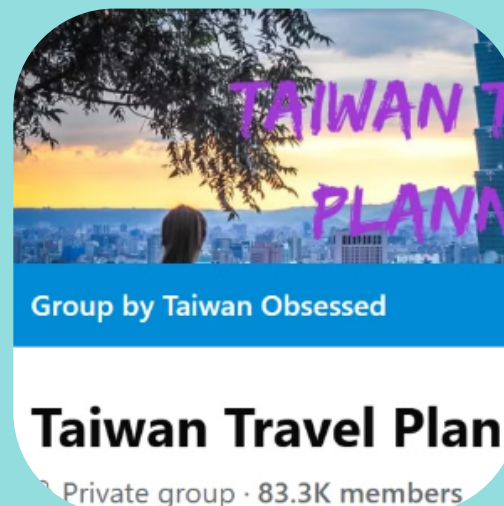 TAIWAN T
PLANN
Group by Taiwan Obsessed
Taiwan Travel Plan
Private group · 83.3K members